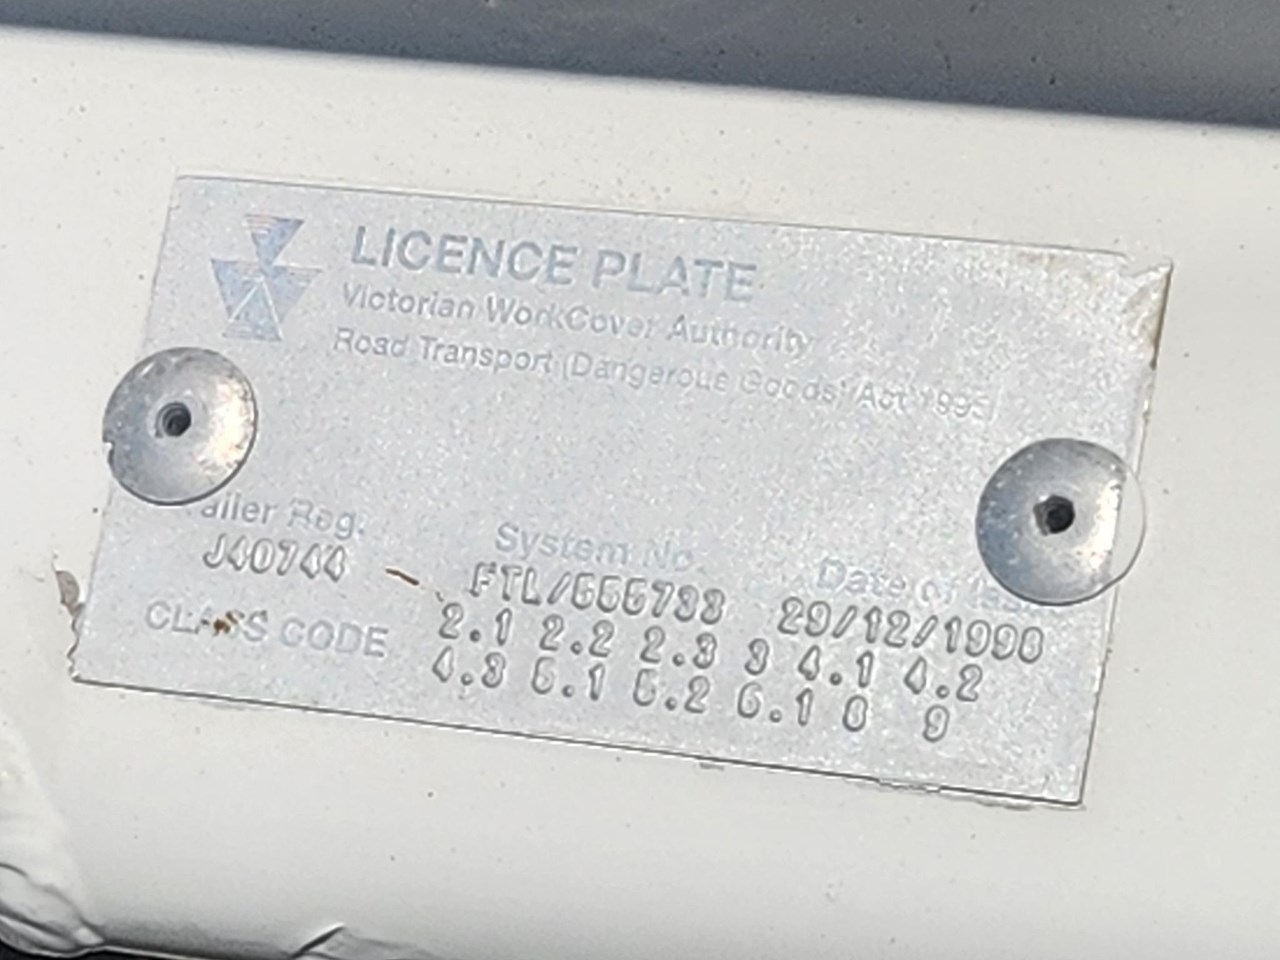 LICENCE PLATE
Victorian WorkCover Authority
Road Transport (Dangerous Goods) Act 1995
Trailer Reg. System No. Date of Issue
J40744 29/12/1998
CLASS CODE 2.1 2.2 2.3 3 4.1 4.2
4.3 5.1 5.2 6.1 8 9